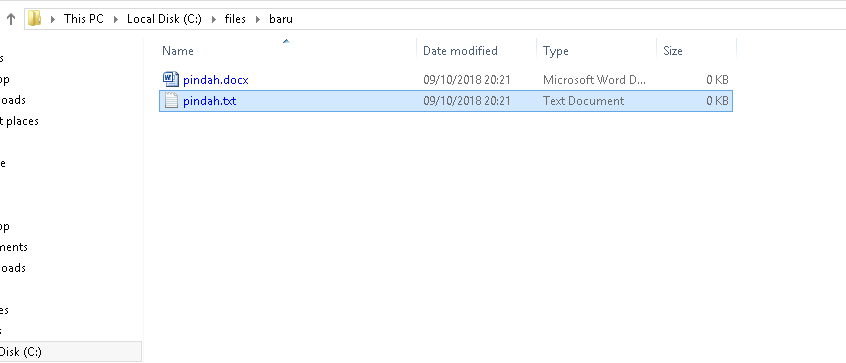 This PC Local Disk (C:) files baru
Name Date modified Type Size
pindah.docx 09/10/2018 20:21 Microsoft Word D... 0 KB
pindah.txt 09/10/2018 20:21 Text Document 0 KB
s
op
loads
t places
e
op
ments
loads
es
s
Disk (C:)